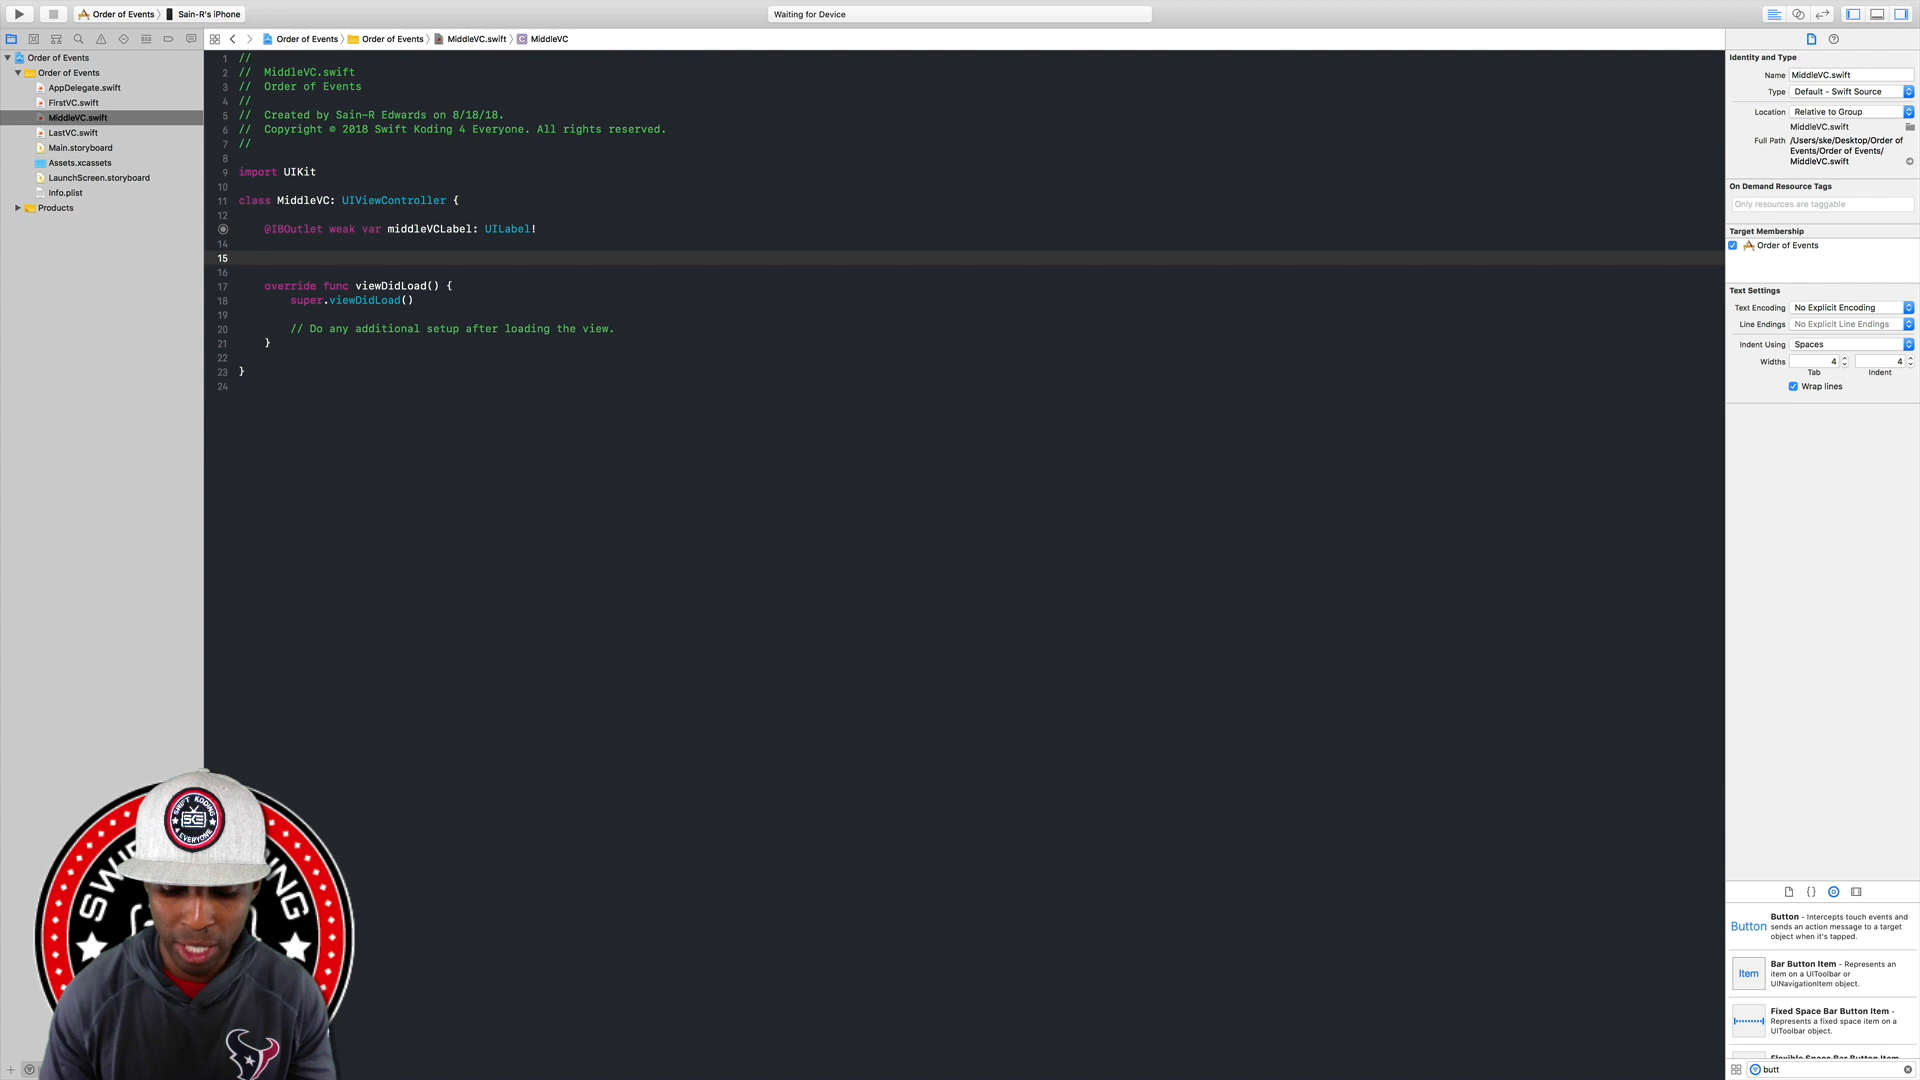 Order of Events
Sain-R's iPhone
Waiting for Device
Order of Events
Order of Events
MiddleVC.swift
MiddleVC
Order of Events
Order of Events
AppDelegate.swift
FirstVC.swift
MiddleVC.swift
LastVC.swift
Main.storyboard
Assets.xcassets
LaunchScreen.storyboard
Info.plist
Products
1 //
2 // MiddleVC.swift
3 // Order of Events
4 //
5 // Created by Sain-R Edwards on 8/18/18.
6 // Copyright © 2018 Swift Koding 4 Everyone. All rights reserved.
7 //
8
9 import UIKit
10
11 class MiddleVC: UIViewController {
12
@IBOutlet weak var middleVCLabel: UILabel!
14
15
16
17 override func viewDidLoad() {
18 super.viewDidLoad()
19
20 // Do any additional setup after loading the view.
21 }
22
23 }
24
Identity and Type
Name MiddleVC.swift
Type Default - Swift Source
Location Relative to Group
MiddleVC.swift
Full Path /Users/ske/Desktop/Order of
Events/Order of Events/
MiddleVC.swift
On Demand Resource Tags
Only resources are taggable
Target Membership
Order of Events
Text Settings
Text Encoding No Explicit Encoding
Line Endings No Explicit Line Endings
Indent Using Spaces
Widths 4 4
Tab Indent
Wrap lines
Button
Button - Intercepts touch events and
sends an action message to a target
object when it's tapped.
Item
Bar Button Item - Represents an
item on a UIToolbar or
UINavigationItem object.
Fixed Space Bar Button Item -
Represents a fixed space item on a
UIToolbar object.
Flexible Space Bar Button Item
butt
SWIFT KODING
SKE
4 EVERYONE